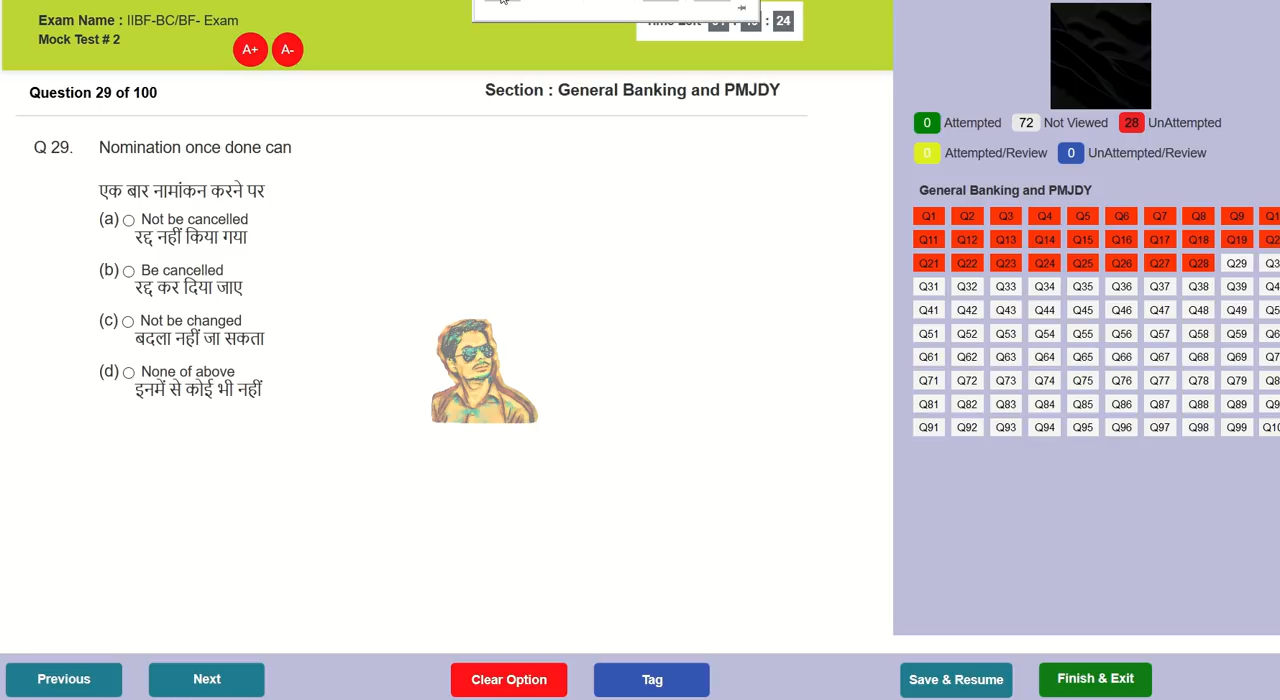 Exam Name : IIBF-BC/BF- Exam
Mock Test # 2
A+ A-
24
Question 29 of 100
Section : General Banking and PMJDY
Q 29. Nomination once done can
एक बार नामांकन करने पर
(a) Not be cancelled
रद्द नहीं किया गया
(b) Be cancelled
रद्द कर दिया जाए
(c) Not be changed
बदला नहीं जा सकता
(d) None of above
इनमें से कोई भी नहीं
0 Attempted 72 Not Viewed 28 UnAttempted
0 Attempted/Review 0 UnAttempted/Review
General Banking and PMJDY
Q1 Q2 Q3 Q4 Q5 Q6 Q7 Q8 Q9
Q11 Q12 Q13 Q14 Q15 Q16 Q17 Q18 Q19
Q21 Q22 Q23 Q24 Q25 Q26 Q27 Q28 Q29
Q31 Q32 Q33 Q34 Q35 Q36 Q37 Q38 Q39
Q41 Q42 Q43 Q44 Q45 Q46 Q47 Q48 Q49
Q51 Q52 Q53 Q54 Q55 Q56 Q57 Q58 Q59
Q61 Q62 Q63 Q64 Q65 Q66 Q67 Q68 Q69
Q71 Q72 Q73 Q74 Q75 Q76 Q77 Q78 Q79
Q81 Q82 Q83 Q84 Q85 Q86 Q87 Q88 Q89
Q91 Q92 Q93 Q94 Q95 Q96 Q97 Q98 Q99
Previous Next Clear Option Tag Save & Resume Finish & Exit